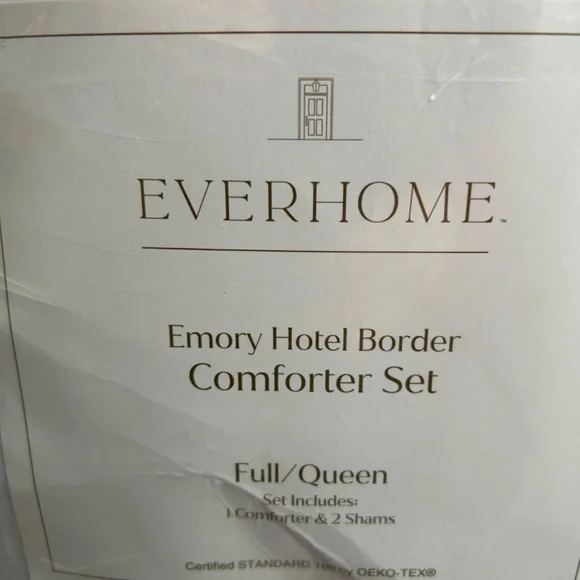 EVERHOME™
Emory Hotel Border
Comforter Set
Full/Queen
Set Includes:
1 Comforter & 2 Shams
Certified STANDARD 100 by OEKO-TEX®